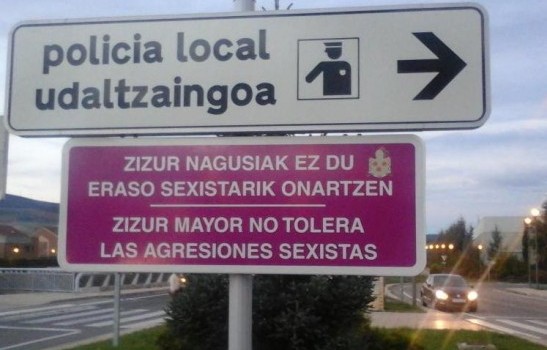 policia local
udaltzaingoa
ZIZUR NAGUSIAK EZ DU
ERASO SEXISTARIK ONARTZEN
ZIZUR MAYOR NO TOLERA
LAS AGRESIONES SEXISTAS